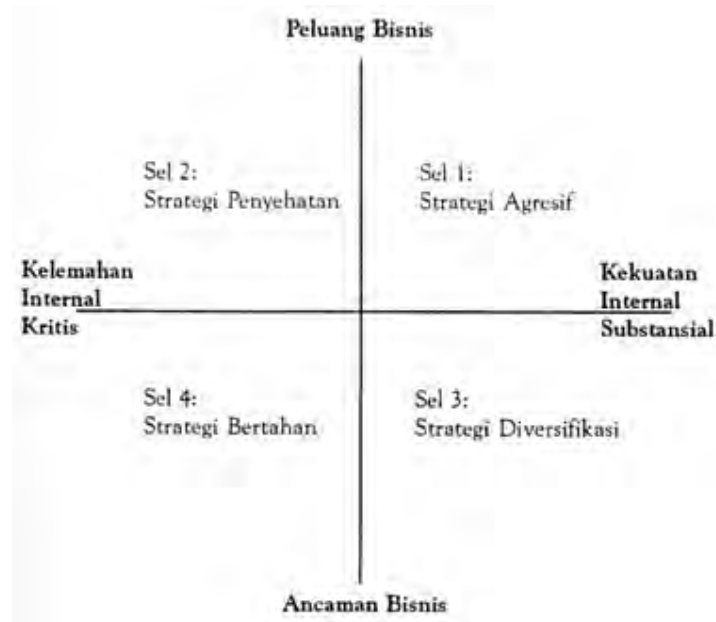 Peluang Bisnis
Sel 2:
Strategi Penyehatan
Sel 1:
Strategi Agresif
Kelemahan
Internal
Kritis
Kekuatan
Internal
Substansial
Sel 4:
Strategi Bertahan
Sel 3:
Strategi Diversifikasi
Ancaman Bisnis